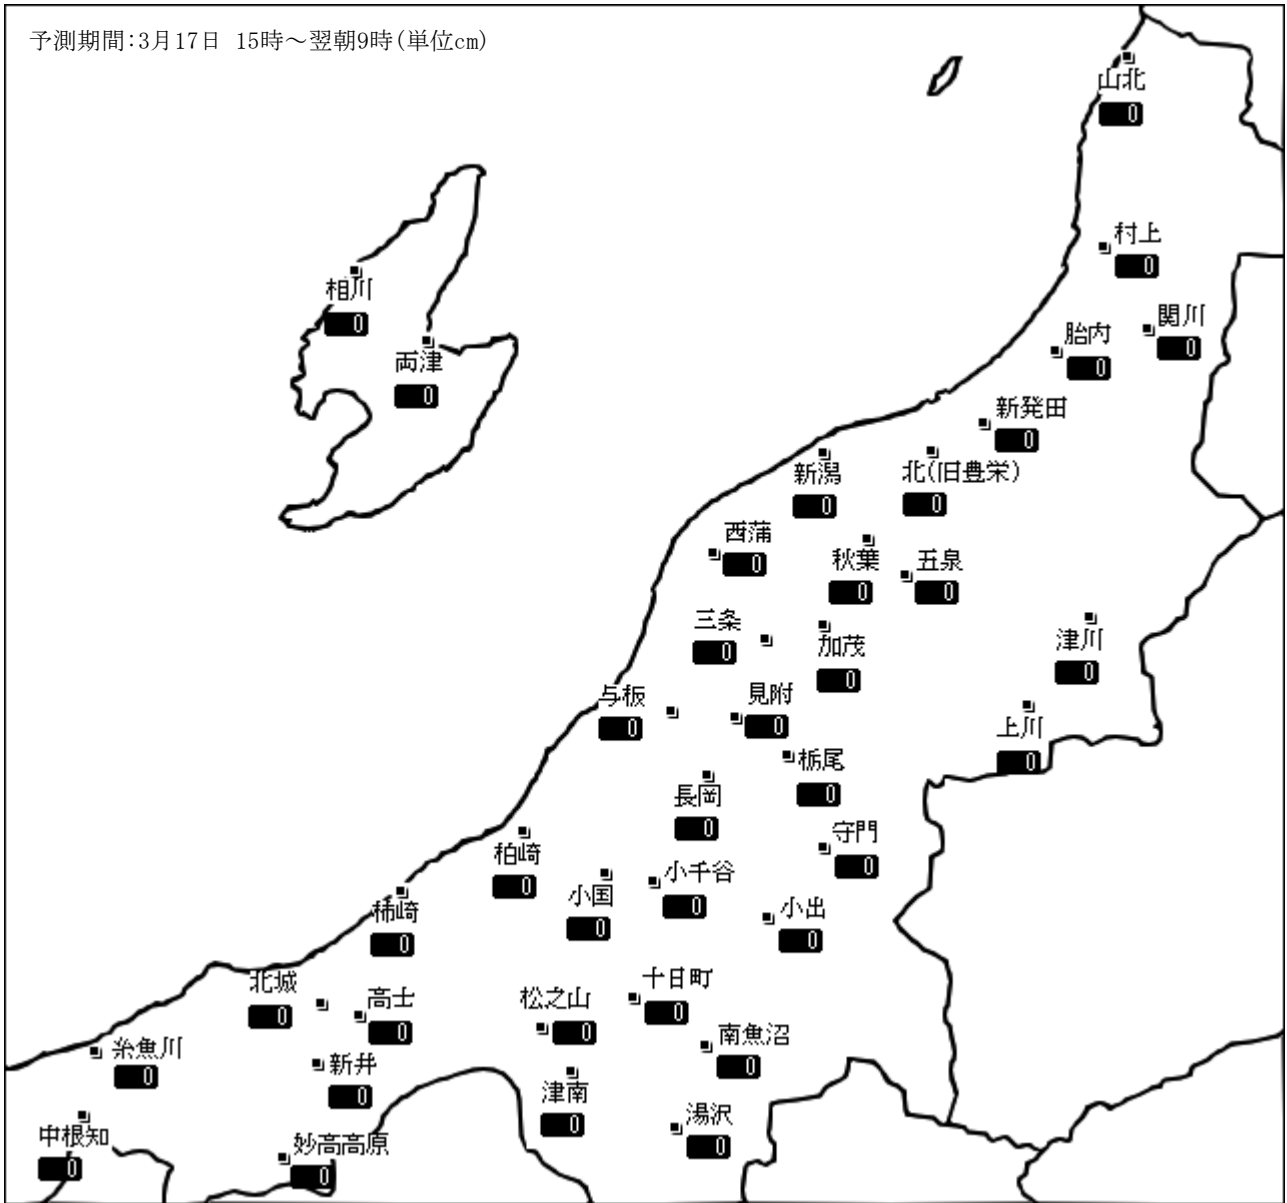 予測期間:3月17日 15時～翌朝9時(単位cm)
山北
0
村上
0
相川
0
関川
0
胎内
0
両津
0
新発田
0
新潟
0
北(旧豊栄)
0
西蒲
0
秋葉
0
五泉
0
三条
0
加茂
0
津川
0
与板
0
見附
0
上川
0
栃尾
0
長岡
0
守門
0
柏崎
0
小千谷
0
小国
0
小出
0
柿崎
0
北城
0
高士
0
松之山
0
十日町
0
南魚沼
0
糸魚川
0
新井
0
津南
0
湯沢
0
中根知
0
妙高高原
0